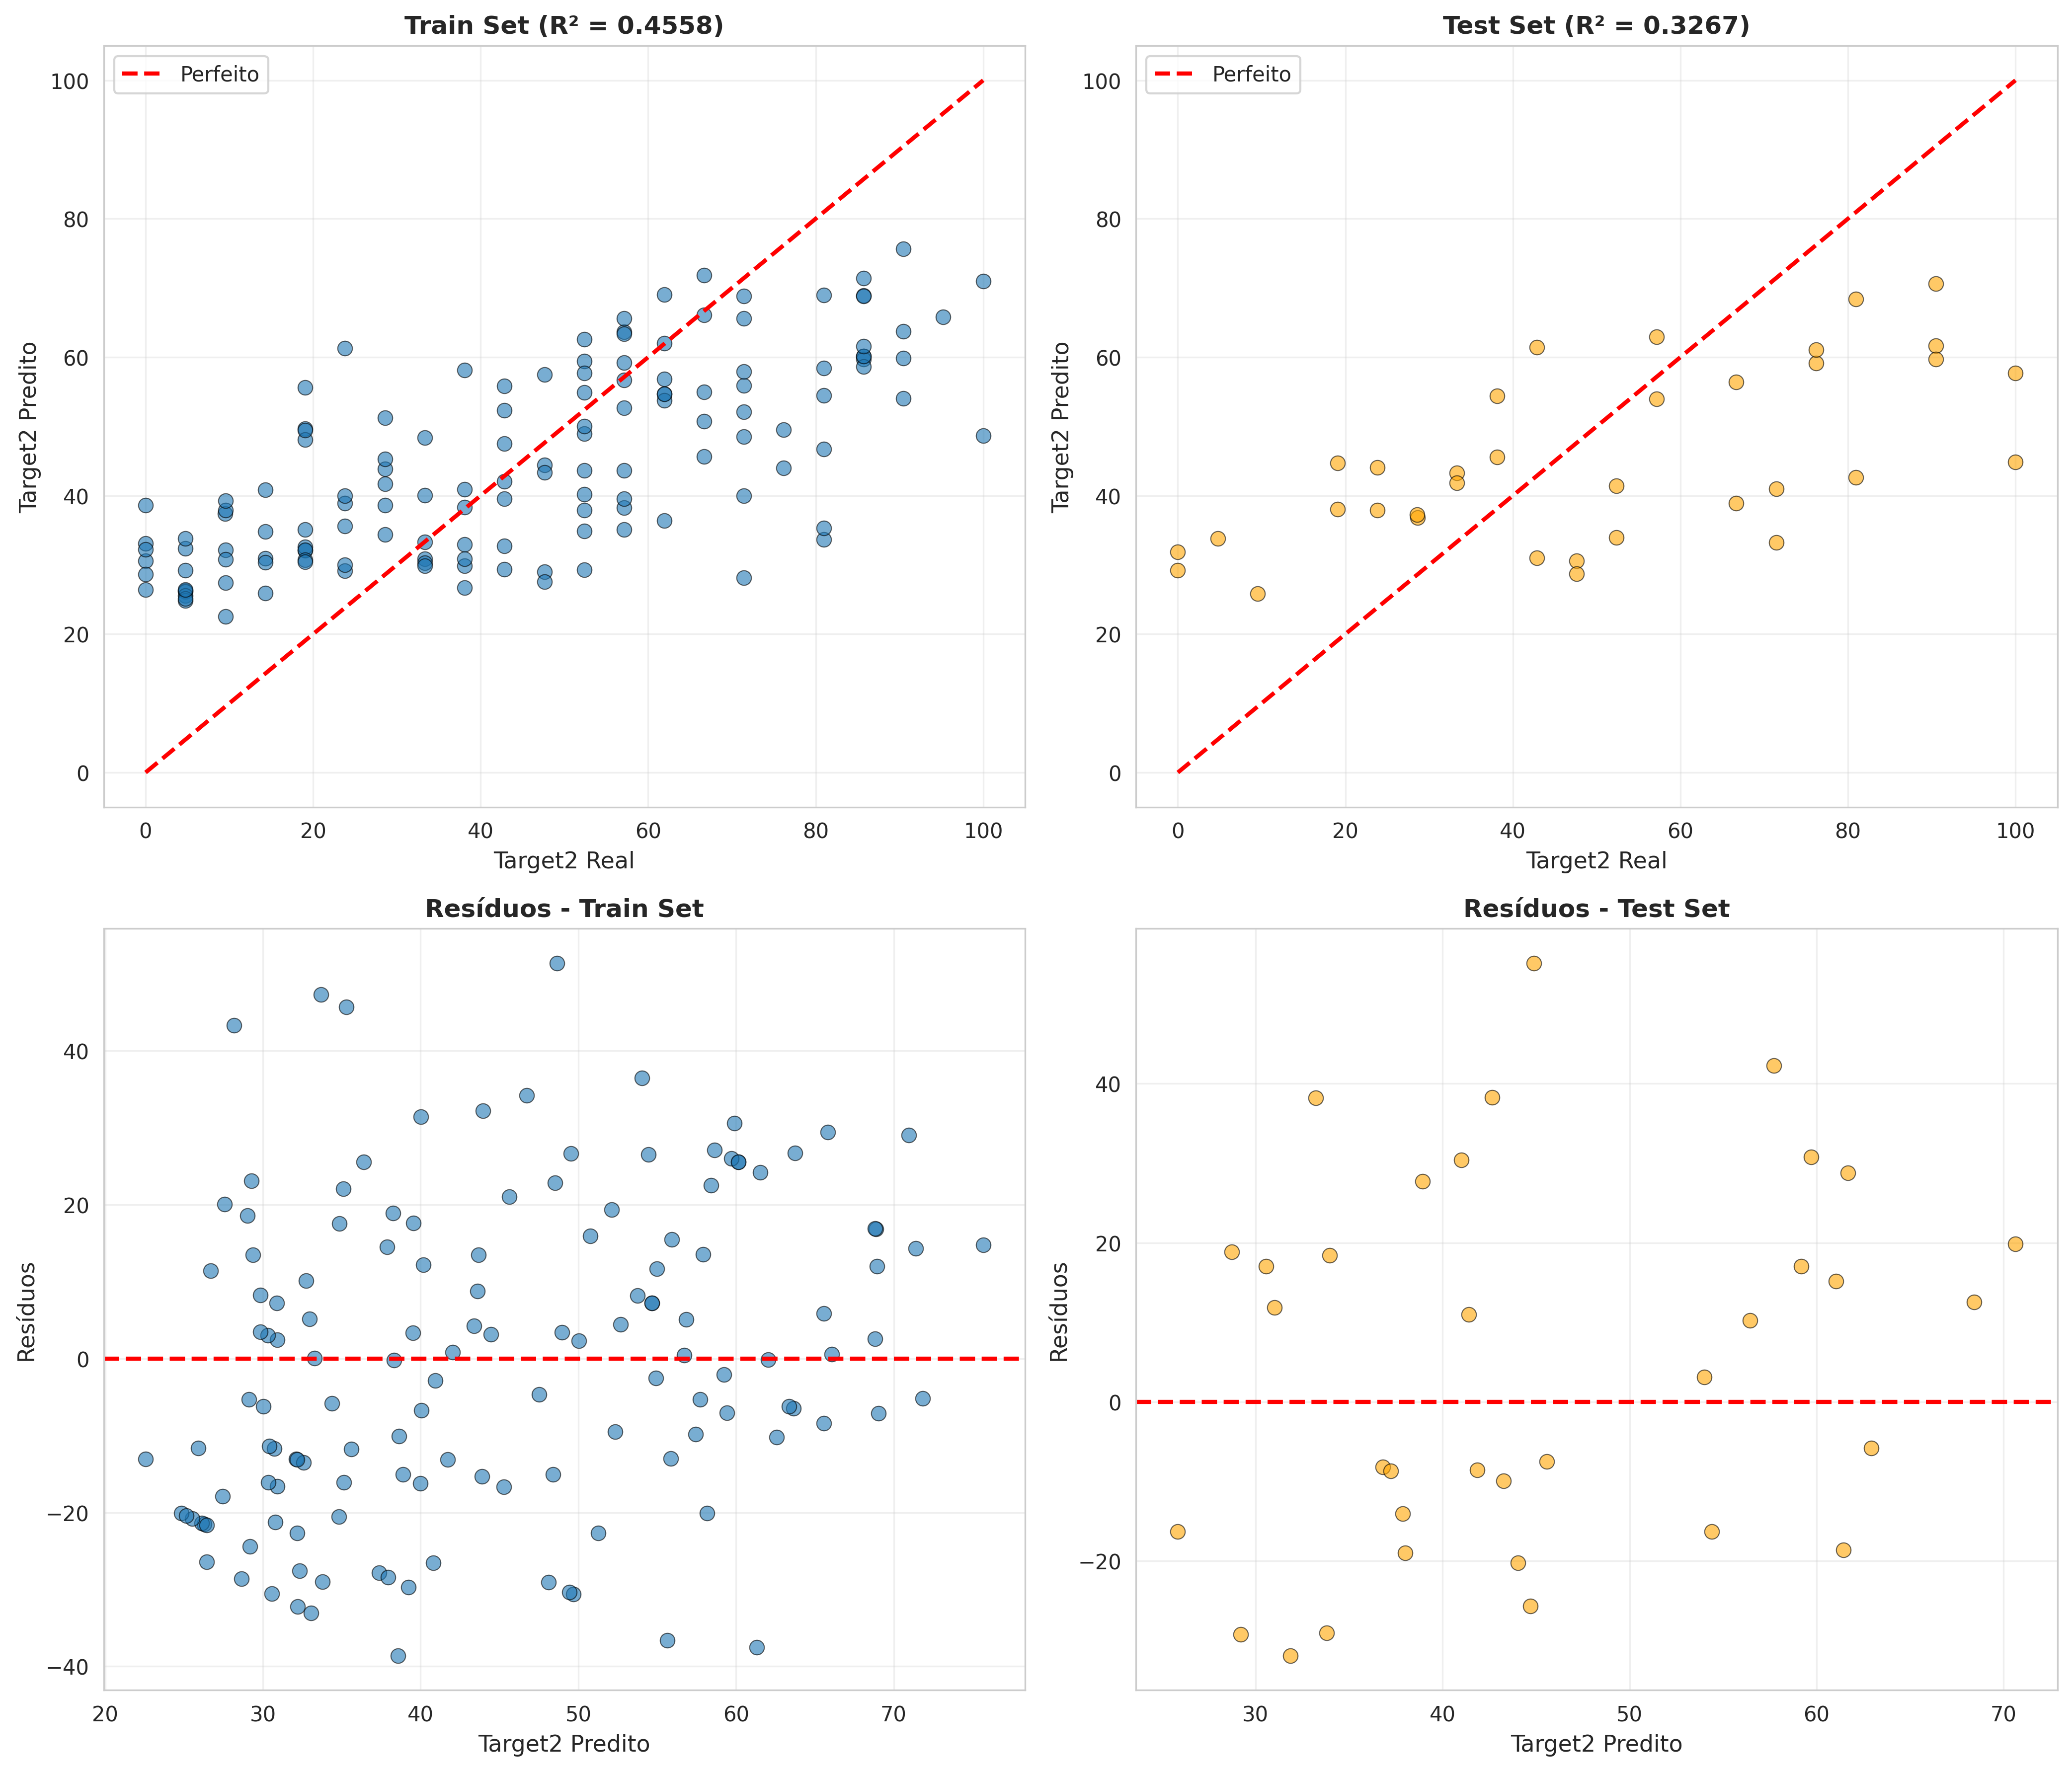 Train Set (R² = 0.4558)
Perfeito
100
80
60
40
20
0
Target2 Predito
0 20 40 60 80 100
Target2 Real
Test Set (R² = 0.3267)
Perfeito
100
80
60
40
20
0
Target2 Predito
0 20 40 60 80 100
Target2 Real
Resíduos - Train Set
40
20
0
−20
−40
Resíduos
20 30 40 50 60 70
Target2 Predito
Resíduos - Test Set
40
20
0
−20
Resíduos
30 40 50 60 70
Target2 Predito